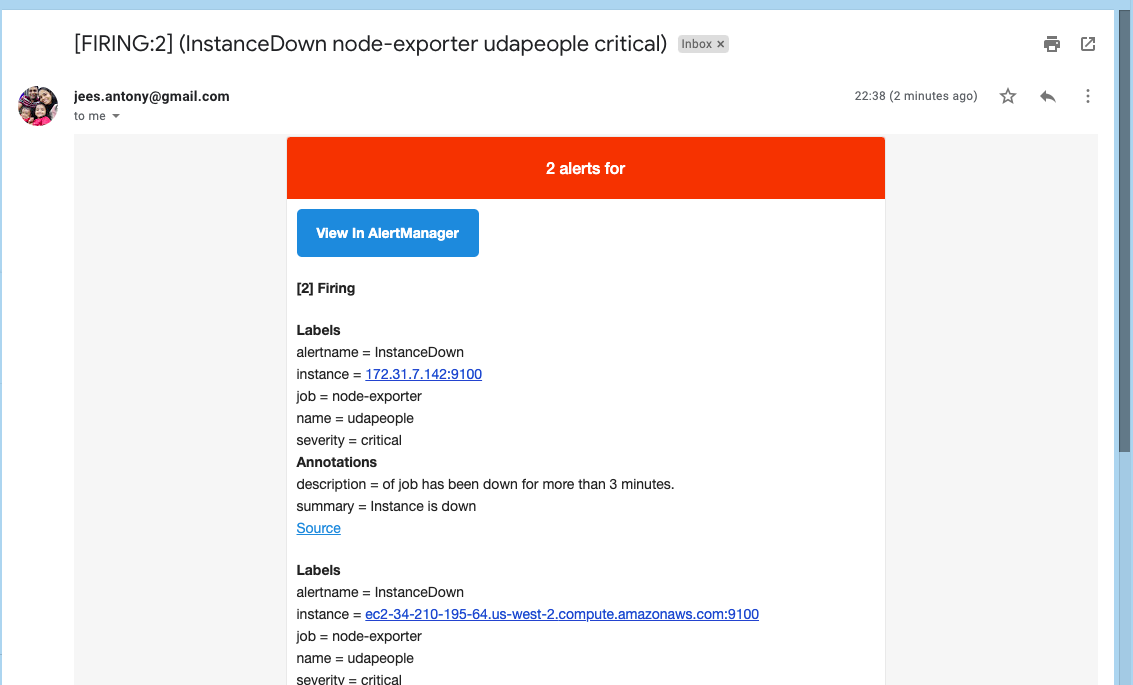 [FIRING:2] (InstanceDown node-exporter udapeople critical) Inbox ×
jees.antony@gmail.com 22:38 (2 minutes ago)
to me
2 alerts for
View In AlertManager
[2] Firing
Labels
alertname = InstanceDown
instance = 172.31.7.142:9100
job = node-exporter
name = udapeople
severity = critical
Annotations
description = of job has been down for more than 3 minutes.
summary = Instance is down
Source
Labels
alertname = InstanceDown
instance = ec2-34-210-195-64.us-west-2.compute.amazonaws.com:9100
job = node-exporter
name = udapeople
severity = critical